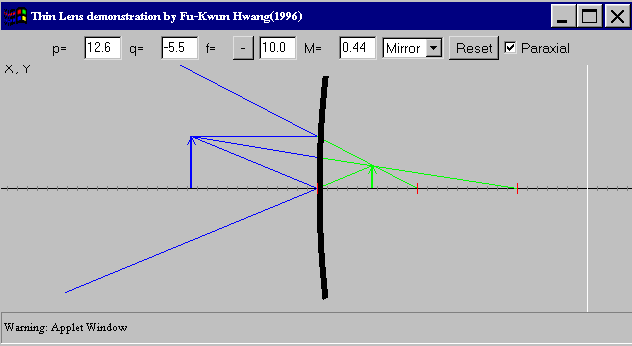 Thin Lens demonstration by Fu-Kwun Hwang(1996)
p= 12.6 q= -5.5 f= - 10.0 M= 0.44 Mirror Reset Paraxial
X, Y
Warning: Applet Window